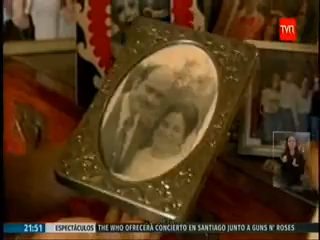 TVN
21:51 ESPECTÁCULOS THE WHO OFRECERÁ CONCIERTO EN SANTIAGO JUNTO A GUNS N' ROSES